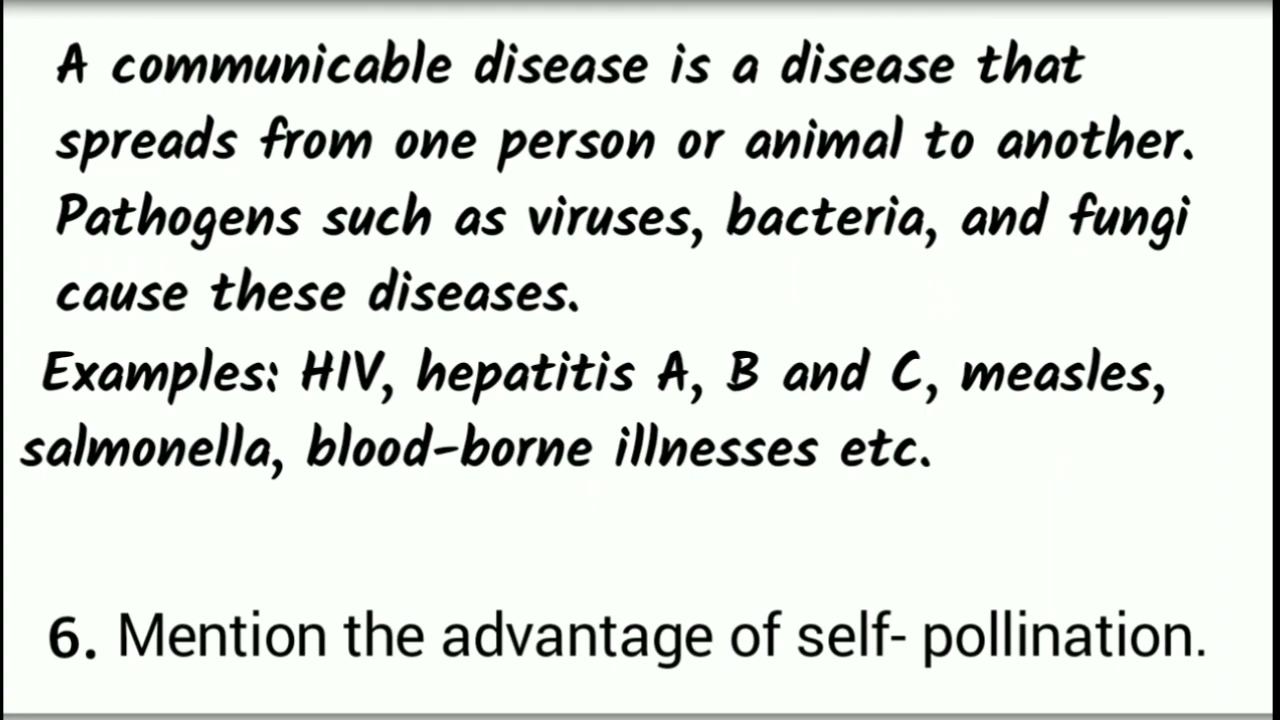 A communicable disease is a disease that
spreads from one person or animal to another.
Pathogens such as viruses, bacteria, and fungi
cause these diseases.
Examples: HIV, hepatitis A, B and C, measles,
salmonella, blood-borne illnesses etc.
6. Mention the advantage of self- pollination.